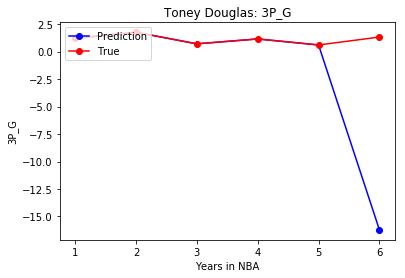 Toney Douglas: 3P_G
Prediction
True
2.5
0.0
−2.5
−5.0
−7.5
−10.0
−12.5
−15.0
3P_G
1 2 3 4 5 6
Years in NBA